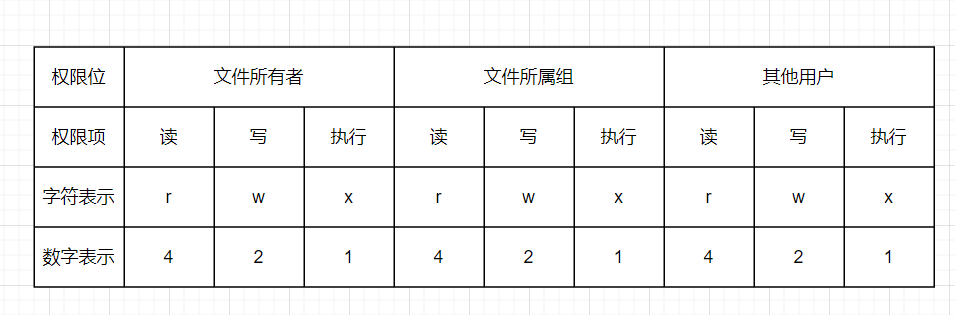 权限位 文件所有者 文件所属组 其他用户
权限项 读 写 执行 读 写 执行 读 写 执行
字符表示 r w x r w x r w x
数字表示 4 2 1 4 2 1 4 2 1